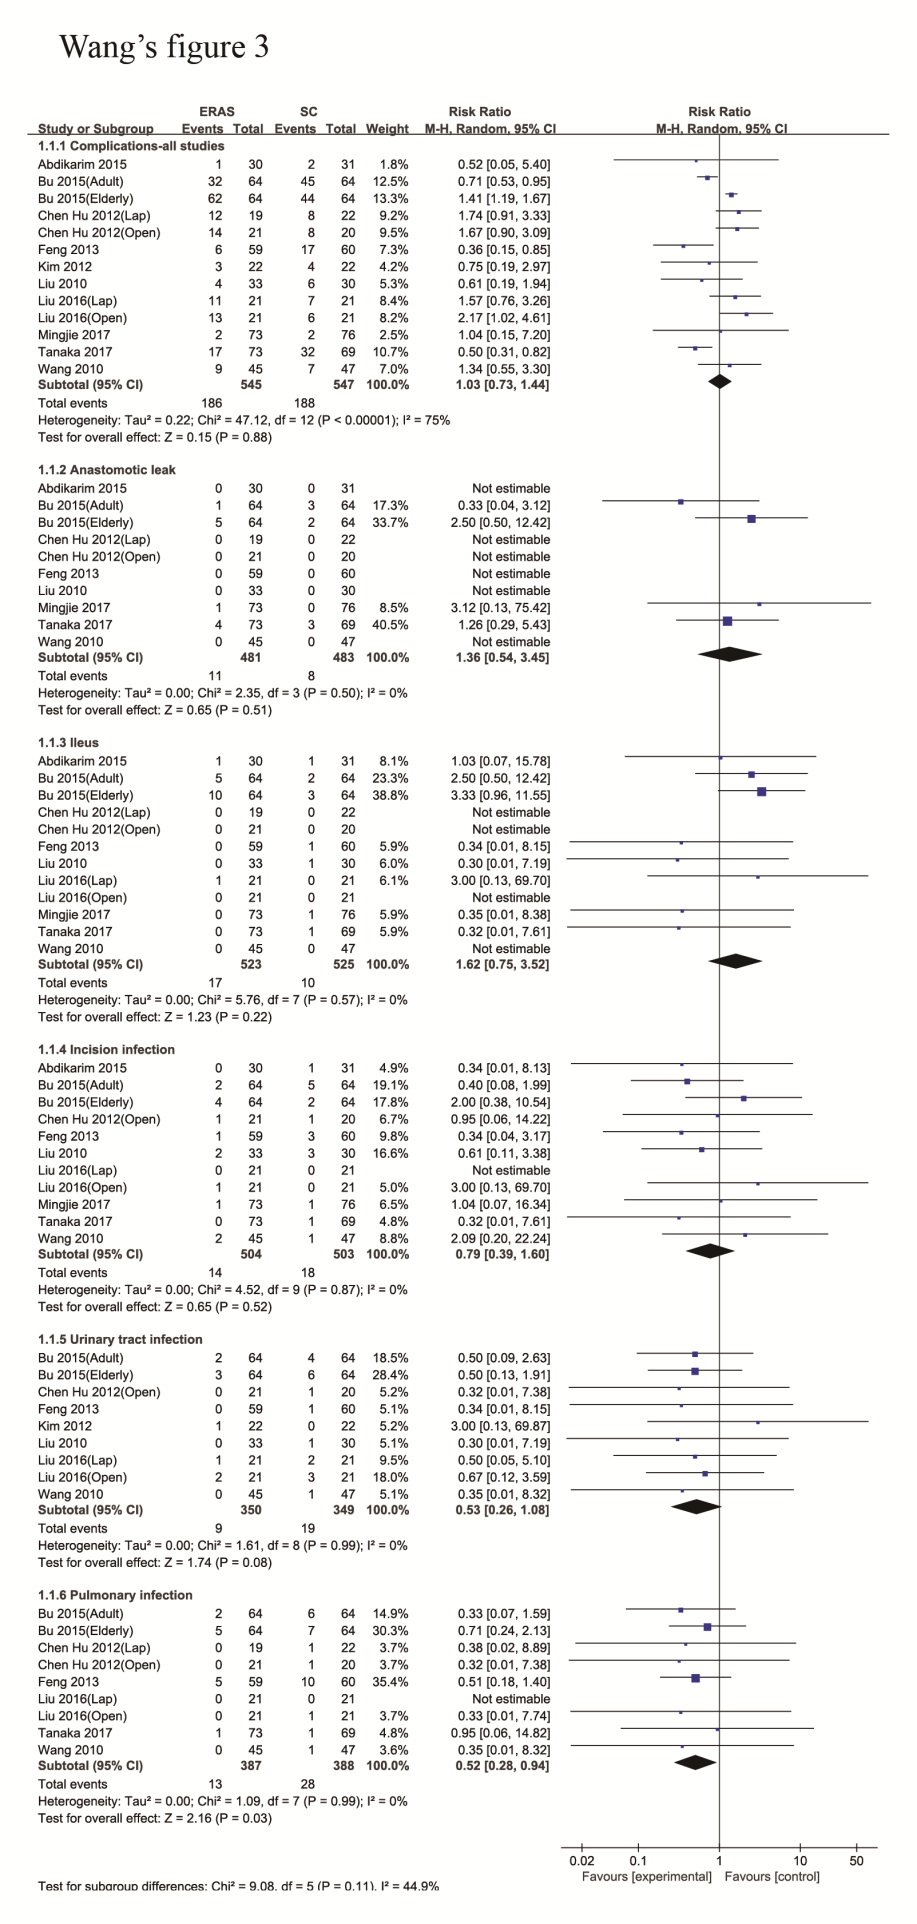 Wang's figure 3
ERAS SC Risk Ratio Risk Ratio
Study or Subgroup Events Total Events Total Weight M-H, Random, 95% CI M-H, Random, 95% CI
1.1.1 Complications-all studies
Abdikarim 2015 1 30 2 31 1.8% 0.52 [0.05, 5.40]
Bu 2015(Adult) 32 64 45 64 12.5% 0.71 [0.53, 0.95]
Bu 2015(Elderly) 62 64 44 64 13.3% 1.41 [1.19, 1.67]
Chen Hu 2012(Lap) 12 19 8 22 9.2% 1.74 [0.91, 3.33]
Chen Hu 2012(Open) 14 21 8 20 9.5% 1.67 [0.90, 3.09]
Feng 2013 6 59 17 60 7.3% 0.36 [0.15, 0.85]
Kim 2012 3 22 4 22 4.2% 0.75 [0.19, 2.97]
Liu 2010 4 33 6 30 5.3% 0.61 [0.19, 1.94]
Liu 2016(Lap) 11 21 7 21 8.4% 1.57 [0.76, 3.26]
Liu 2016(Open) 13 21 6 21 8.2% 2.17 [1.02, 4.61]
Mingjie 2017 2 73 2 76 2.5% 1.04 [0.15, 7.20]
Tanaka 2017 17 73 32 69 10.7% 0.50 [0.31, 0.82]
Wang 2010 9 45 7 47 7.0% 1.34 [0.55, 3.30]
Subtotal (95% CI) 545 547 100.0% 1.03 [0.73, 1.44]
Total events 186 188
Heterogeneity: Tau² = 0.22; Chi² = 47.12, df = 12 (P < 0.00001); I² = 75%
Test for overall effect: Z = 0.15 (P = 0.88)
1.1.2 Anastomotic leak
Abdikarim 2015 0 30 0 31 Not estimable
Bu 2015(Adult) 1 64 3 64 17.3% 0.33 [0.04, 3.12]
Bu 2015(Elderly) 5 64 2 64 33.7% 2.50 [0.50, 12.42]
Chen Hu 2012(Lap) 0 19 0 22 Not estimable
Chen Hu 2012(Open) 0 21 0 20 Not estimable
Feng 2013 0 59 0 60 Not estimable
Liu 2010 0 33 0 30 Not estimable
Mingjie 2017 1 73 0 76 8.5% 3.12 [0.13, 75.42]
Tanaka 2017 4 73 3 69 40.5% 1.26 [0.29, 5.43]
Wang 2010 0 45 0 47 Not estimable
Subtotal (95% CI) 481 483 100.0% 1.36 [0.54, 3.45]
Total events 11 8
Heterogeneity: Tau² = 0.00; Chi² = 2.35, df = 3 (P = 0.50); I² = 0%
Test for overall effect: Z = 0.65 (P = 0.51)
1.1.3 Ileus
Abdikarim 2015 1 30 1 31 8.1% 1.03 [0.07, 15.78]
Bu 2015(Adult) 5 64 2 64 23.3% 2.50 [0.50, 12.42]
Bu 2015(Elderly) 10 64 3 64 38.8% 3.33 [0.96, 11.55]
Chen Hu 2012(Lap) 0 19 0 22 Not estimable
Chen Hu 2012(Open) 0 21 0 20 Not estimable
Feng 2013 0 59 1 60 5.9% 0.34 [0.01, 8.15]
Liu 2010 0 33 1 30 6.0% 0.30 [0.01, 7.19]
Liu 2016(Lap) 1 21 0 21 6.1% 3.00 [0.13, 69.70]
Liu 2016(Open) 0 21 0 21 Not estimable
Mingjie 2017 0 73 1 76 5.9% 0.35 [0.01, 8.38]
Tanaka 2017 0 73 1 69 5.9% 0.32 [0.01, 7.61]
Wang 2010 0 45 0 47 Not estimable
Subtotal (95% CI) 523 525 100.0% 1.62 [0.75, 3.52]
Total events 17 10
Heterogeneity: Tau² = 0.00; Chi² = 5.76, df = 7 (P = 0.57); I² = 0%
Test for overall effect: Z = 1.23 (P = 0.22)
1.1.4 Incision infection
Abdikarim 2015 0 30 1 31 4.9% 0.34 [0.01, 8.13]
Bu 2015(Adult) 2 64 5 64 19.1% 0.40 [0.08, 1.99]
Bu 2015(Elderly) 4 64 2 64 17.8% 2.00 [0.38, 10.54]
Chen Hu 2012(Open) 1 21 1 20 6.7% 0.95 [0.06, 14.22]
Feng 2013 1 59 3 60 9.8% 0.34 [0.04, 3.17]
Liu 2010 2 33 3 30 16.6% 0.61 [0.11, 3.38]
Liu 2016(Lap) 0 21 0 21 Not estimable
Liu 2016(Open) 1 21 0 21 5.0% 3.00 [0.13, 69.70]
Mingjie 2017 1 73 1 76 6.5% 1.04 [0.07, 16.34]
Tanaka 2017 0 73 1 69 4.8% 0.32 [0.01, 7.61]
Wang 2010 2 45 1 47 8.8% 2.09 [0.20, 22.24]
Subtotal (95% CI) 504 503 100.0% 0.79 [0.39, 1.60]
Total events 14 18
Heterogeneity: Tau² = 0.00; Chi² = 4.52, df = 9 (P = 0.87); I² = 0%
Test for overall effect: Z = 0.65 (P = 0.52)
1.1.5 Urinary tract infection
Bu 2015(Adult) 2 64 4 64 18.5% 0.50 [0.09, 2.63]
Bu 2015(Elderly) 3 64 6 64 28.4% 0.50 [0.13, 1.91]
Chen Hu 2012(Open) 0 21 1 20 5.2% 0.32 [0.01, 7.38]
Feng 2013 0 59 1 60 5.1% 0.34 [0.01, 8.15]
Kim 2012 1 22 0 22 5.2% 3.00 [0.13, 69.87]
Liu 2010 0 33 1 30 5.1% 0.30 [0.01, 7.19]
Liu 2016(Lap) 1 21 2 21 9.5% 0.50 [0.05, 5.10]
Liu 2016(Open) 2 21 3 21 18.0% 0.67 [0.12, 3.59]
Wang 2010 0 45 1 47 5.1% 0.35 [0.01, 8.32]
Subtotal (95% CI) 350 349 100.0% 0.53 [0.26, 1.08]
Total events 9 19
Heterogeneity: Tau² = 0.00; Chi² = 1.61, df = 8 (P = 0.99); I² = 0%
Test for overall effect: Z = 1.74 (P = 0.08)
1.1.6 Pulmonary infection
Bu 2015(Adult) 2 64 6 64 14.9% 0.33 [0.07, 1.59]
Bu 2015(Elderly) 5 64 7 64 30.3% 0.71 [0.24, 2.13]
Chen Hu 2012(Lap) 0 19 1 22 3.7% 0.38 [0.02, 8.89]
Chen Hu 2012(Open) 0 21 1 20 3.7% 0.32 [0.01, 7.38]
Feng 2013 5 59 10 60 35.4% 0.51 [0.18, 1.40]
Liu 2016(Lap) 0 21 0 21 Not estimable
Liu 2016(Open) 0 21 1 21 3.7% 0.33 [0.01, 7.74]
Tanaka 2017 1 73 1 69 4.8% 0.95 [0.06, 14.82]
Wang 2010 0 45 1 47 3.6% 0.35 [0.01, 8.32]
Subtotal (95% CI) 387 388 100.0% 0.52 [0.28, 0.94]
Total events 13 28
Heterogeneity: Tau² = 0.00; Chi² = 1.09, df = 7 (P = 0.99); I² = 0%
Test for overall effect: Z = 2.16 (P = 0.03)
0.02 0.1 1 10 50
Favours [experimental] Favours [control]
Test for subgroup differences: Chi² = 9.08, df = 5 (P = 0.11), I² = 44.9%